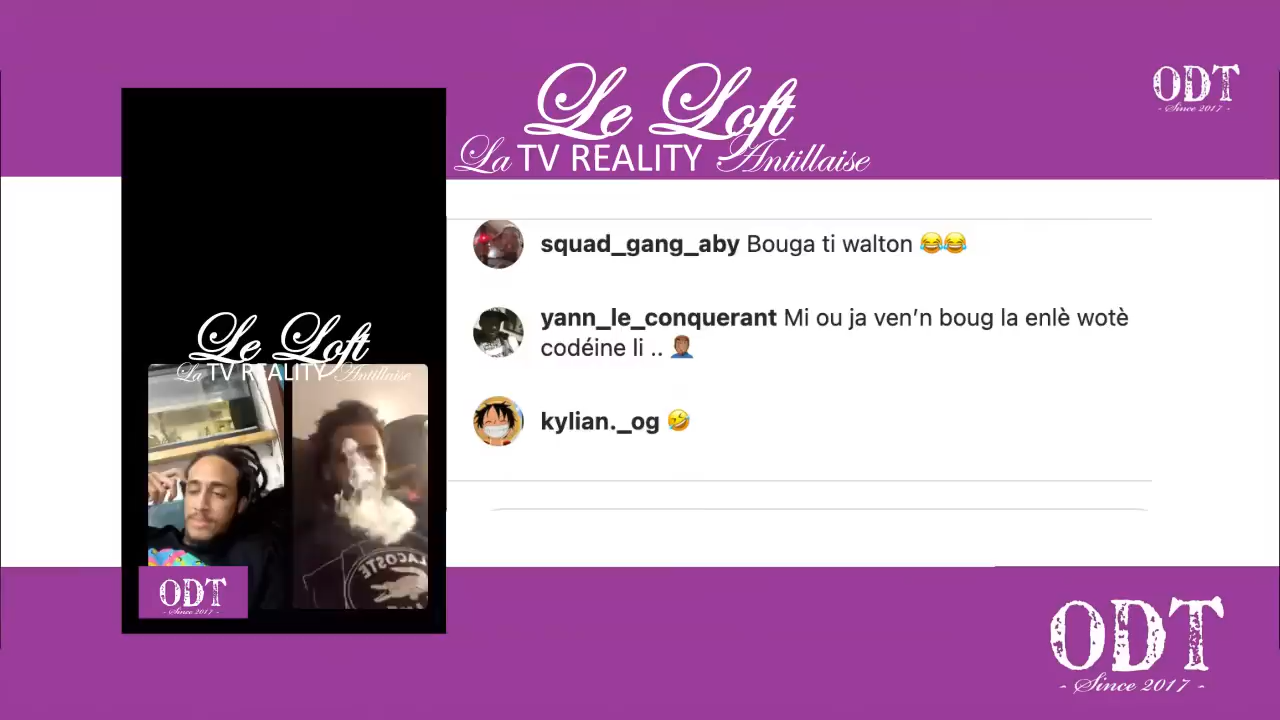 Le Loft
La TV REALITY Antillaise
ODT
- Since 2017 -
squad_gang_aby Bouga ti walton 😂😂
yann_le_conquerant Mi ou ja ven’n boug la enlè wotè
codéine li .. 🤦🏾‍♂️
kylian._og 🤣
Le Loft
La TV REALITY Antillaise
LACOSTE
ODT
- Since 2017 -
ODT
- Since 2017 -